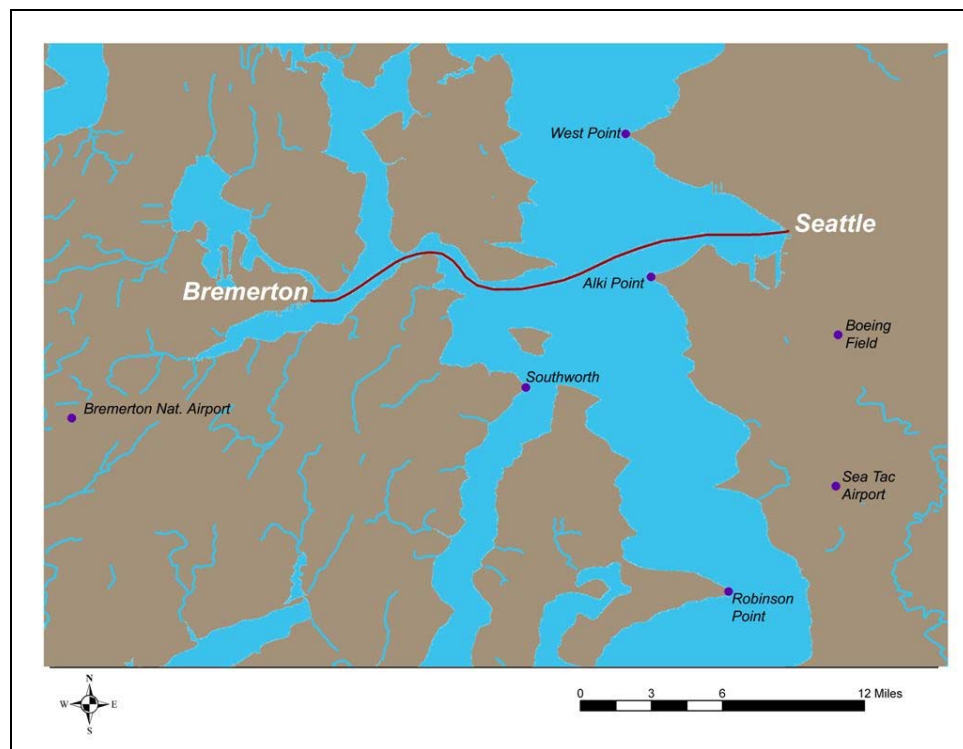 West Point
Seattle
Alki Point
Bremerton
Boeing
Field
Southworth
Bremerton Nat. Airport
Sea Tac
Airport
Robinson
Point
N
W E
S
0 3 6 12 Miles